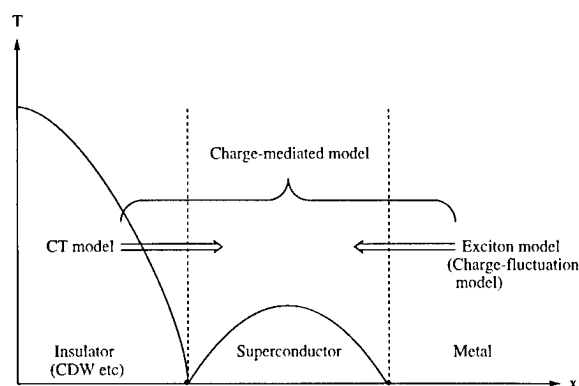 T
Charge-mediated model
CT model
Exciton model
(Charge-fluctuation
model)
Insulator
(CDW etc)
Superconductor
Metal
x